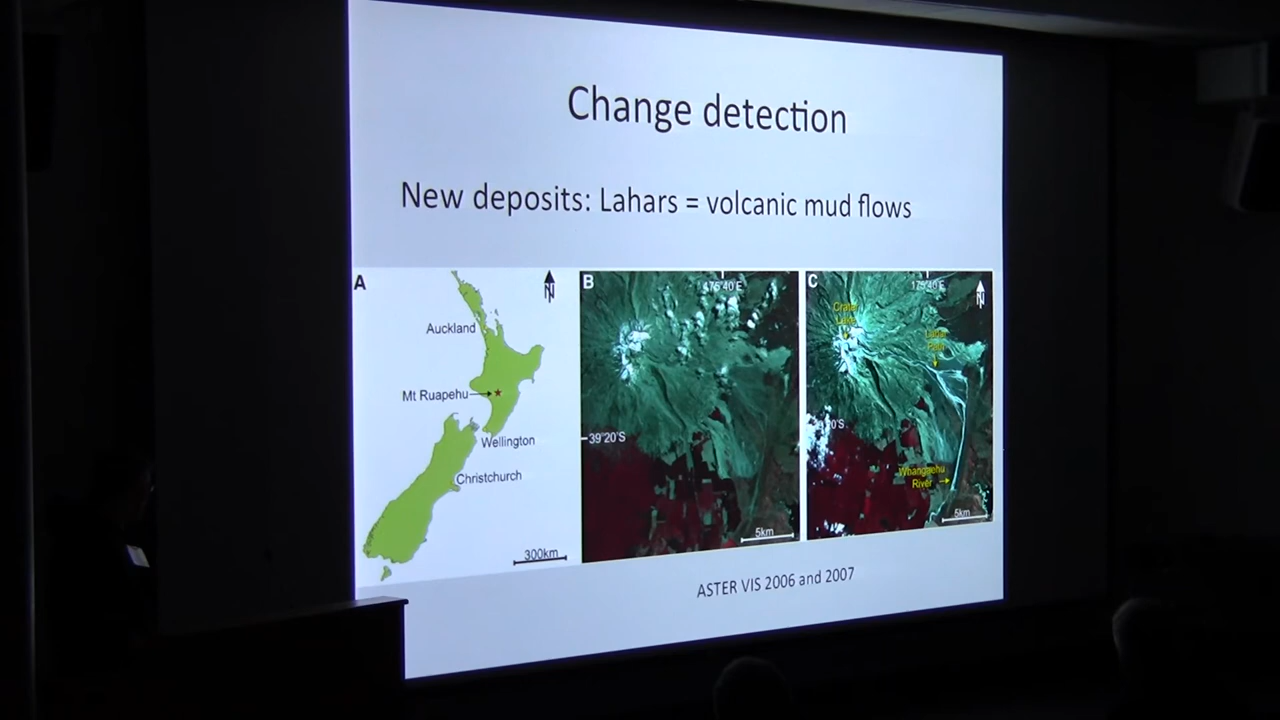 Change detection
New deposits: Lahars = volcanic mud flows
A
N
Auckland
Mt Ruapehu
Wellington
Christchurch
300km
B
175°40'E
39°20'S
5km
C
175°40'E
N
Crater
Lake
Lahar
Path
Whangaehu
River
5km
ASTER VIS 2006 and 2007